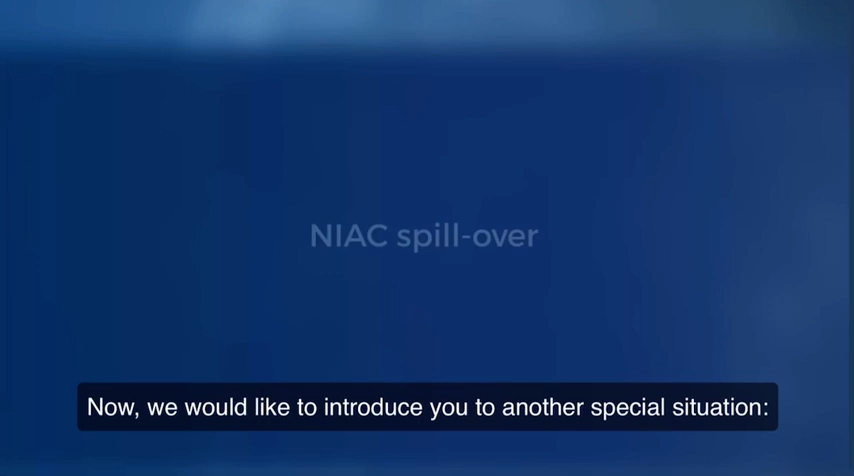 NIAC spill-over
Now, we would like to introduce you to another special situation: